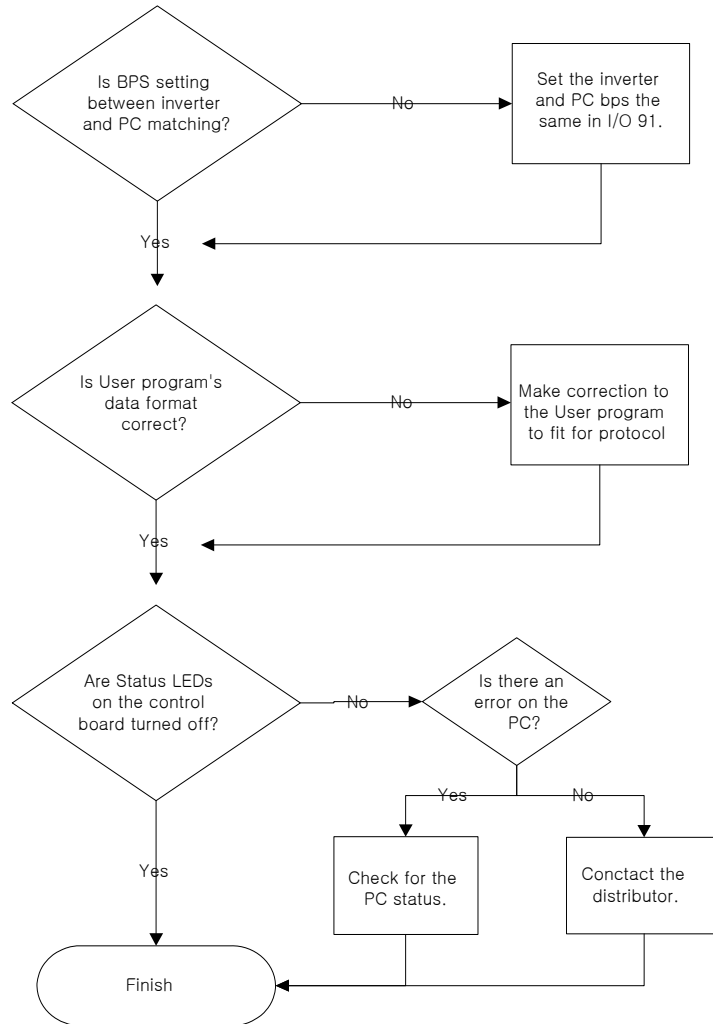 Is BPS setting
between inverter
and PC matching?
No
Set the inverter
and PC bps the
same in I/O 91.
Yes
Is User program's
data format
correct?
No
Make correction to
the User program
to fit for protocol
Yes
Are Status LEDs
on the control
board turned off?
No
Is there an
error on the
PC?
Yes
No
Yes
Check for the
PC status.
Conctact the
distributor.
Finish